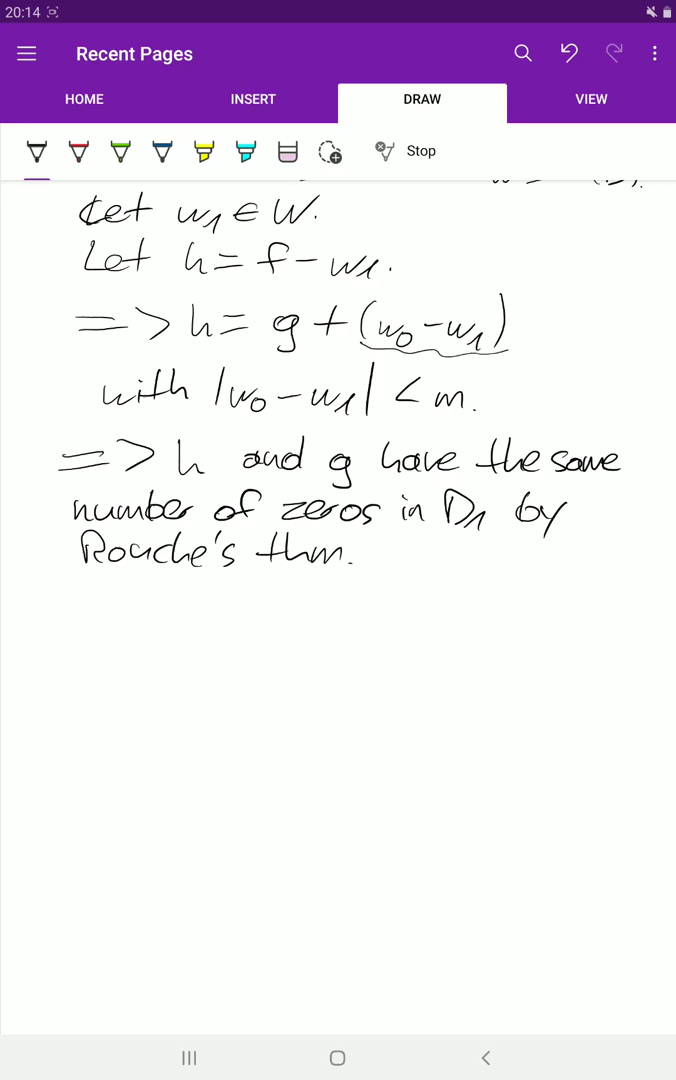 20:14
Recent Pages
HOME INSERT DRAW VIEW
Stop
Let w₁ ∈ W.
Let h = f - w₁.
=> h = g + (w₀ - w₁)
with |w₀ - w₁| < m.
=> h and g have the same
number of zeros in D₁ by
Rouche's thm.